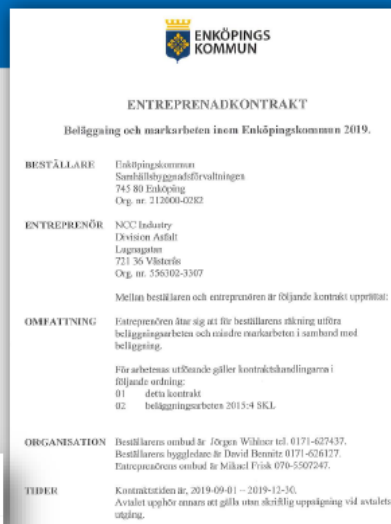 ENKÖPINGS
KOMMUN
ENTREPRENADKONTRAKT
Beläggning och markarbeten inom Enköpingskommun 2019.
BESTÄLLARE Enköpingskommun
Samhällsbyggnadsförvaltningen
745 80 Enköping
Org. nr. 212000-0282
ENTREPRENÖR NCC Industry
Division Asfalt
Lugnagatan
721 36 Västerås
Org. nr. 556302-3307
Mellan beställaren och entreprenören är följande kontrakt upprättat:
OMFATTNING Entreprenören åtar sig att för beställarens räkning utföra
beläggningsarbeten och mindre markarbeten i samband med
beläggning.
För arbetenas utförande gäller kontraktshandlingarna i
följande ordning:
01 detta kontrakt
02 beläggningsarbeten 2015:4 SKL
ORGANISATION Beställarens ombud är Jörgen Wihlner tel. 0171-627437.
Beställarens byggledare är David Bennitz 0171-626127.
Entreprenörens ombud är Mikael Frisk 070-5507247.
TIDER Kontraktstiden är, 2019-09-01 – 2019-12-30.
Avtalet upphör annars att gälla utan skriftlig uppsägning vid avtalets
utgång.